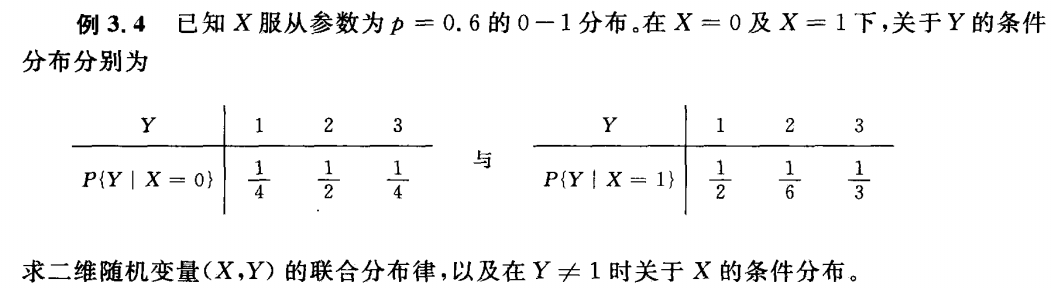 例 3.4 已知 X 服从参数为 p = 0.6 的 0－1 分布。在 X = 0 及 X = 1 下,关于 Y 的条件
分布分别为
Y 1 2 3 与 Y 1 2 3
P{Y | X = 0} 1/4 1/2 1/4 P{Y | X = 1} 1/2 1/6 1/3
求二维随机变量(X,Y) 的联合分布律,以及在 Y ≠ 1 时关于 X 的条件分布。